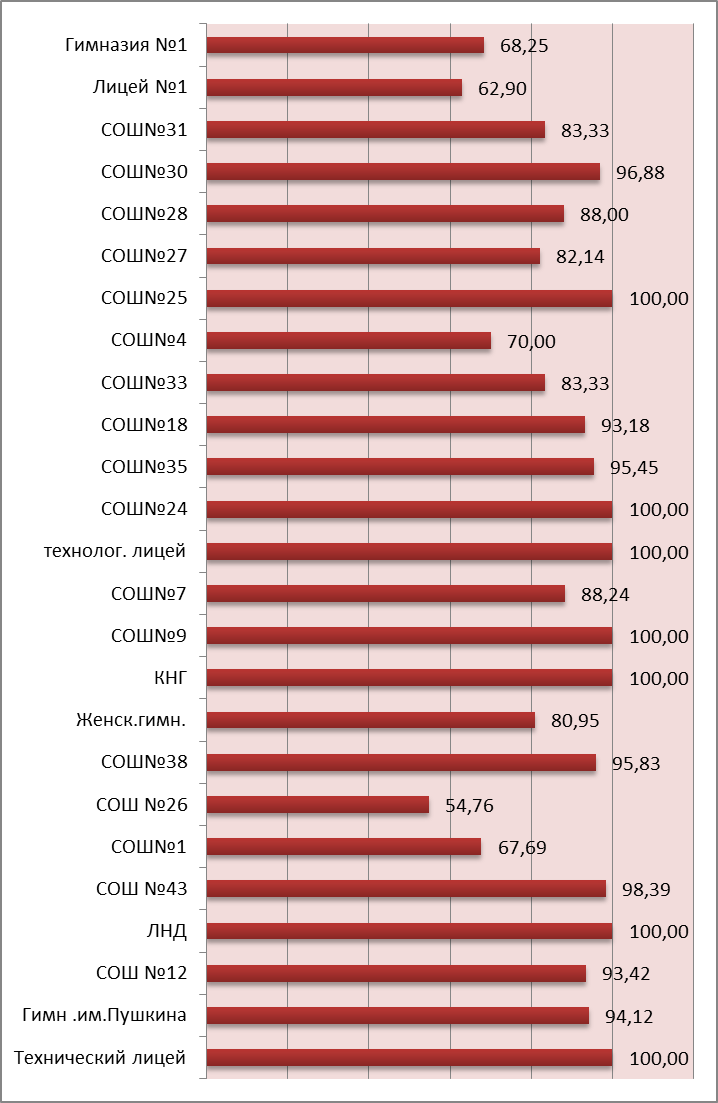 Гимназия №1 68,25
Лицей №1 62,90
СОШ№31 83,33
СОШ№30 96,88
СОШ№28 88,00
СОШ№27 82,14
СОШ№25 100,00
СОШ№4 70,00
СОШ№33 83,33
СОШ№18 93,18
СОШ№35 95,45
СОШ№24 100,00
технолог. лицей 100,00
СОШ№7 88,24
СОШ№9 100,00
КНГ 100,00
Женск.гимн. 80,95
СОШ№38 95,83
СОШ №26 54,76
СОШ№1 67,69
СОШ №43 98,39
ЛНД 100,00
СОШ №12 93,42
Гимн .им.Пушкина 94,12
Технический лицей 100,00